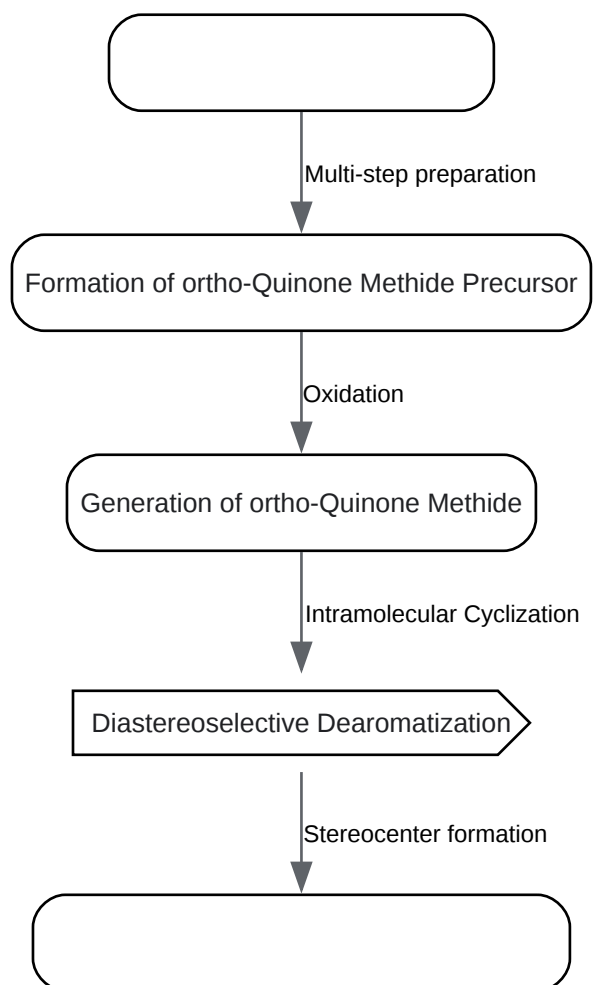 Multi-step preparation
Formation of ortho-Quinone Methide Precursor
Oxidation
Generation of ortho-Quinone Methide
Intramolecular Cyclization
Diastereoselective Dearomatization
Stereocenter formation